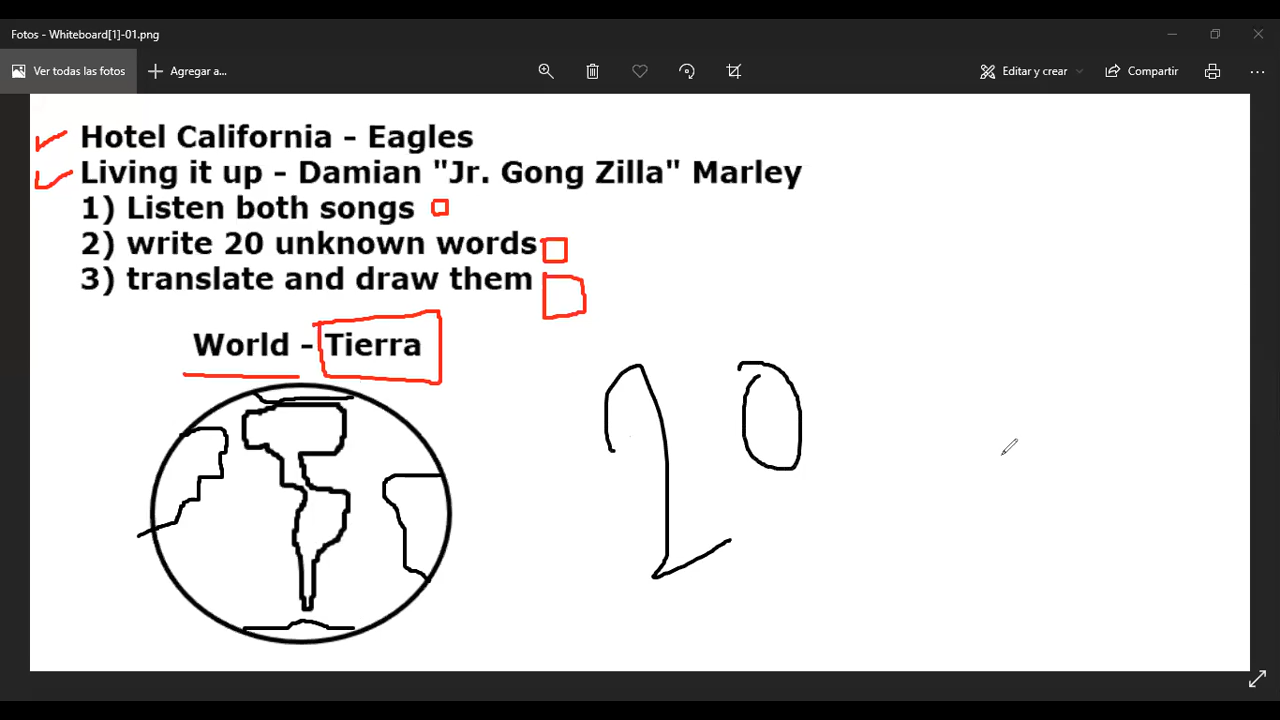 Fotos - Whiteboard[1]-01.png
Ver todas las fotos
Agregar a...
Editar y crear
Compartir
Hotel California - Eagles
Living it up - Damian "Jr. Gong Zilla" Marley
1) Listen both songs
2) write 20 unknown words
3) translate and draw them
World - Tierra
20